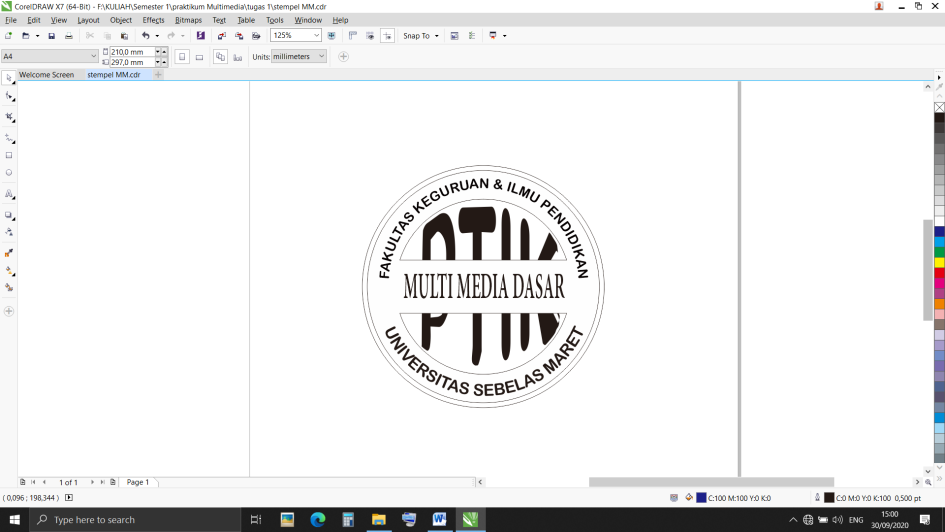 CorelDRAW X7 (64-Bit) - F:\KULIAH\Semester 1\praktikum Multimedia\tugas 1\stempel MM.cdr
File Edit View Layout Object Effects Bitmaps Text Table Tools Window Help
125% Snap To
A4 210,0 mm Units: millimeters
297,0 mm
Welcome Screen stempel MM.cdr
FAKULTAS KEGURUAN & ILMU PENDIDIKAN
PTIK
MULTI MEDIA DASAR
UNIVERSITAS SEBELAS MARET
1 of 1 Page 1
( 0,096 ; 198,344 ) C:100 M:100 Y:0 K:0 C:0 M:0 Y:0 K:100 0,500 pt
Type here to search ENG 15:00
30/09/2020